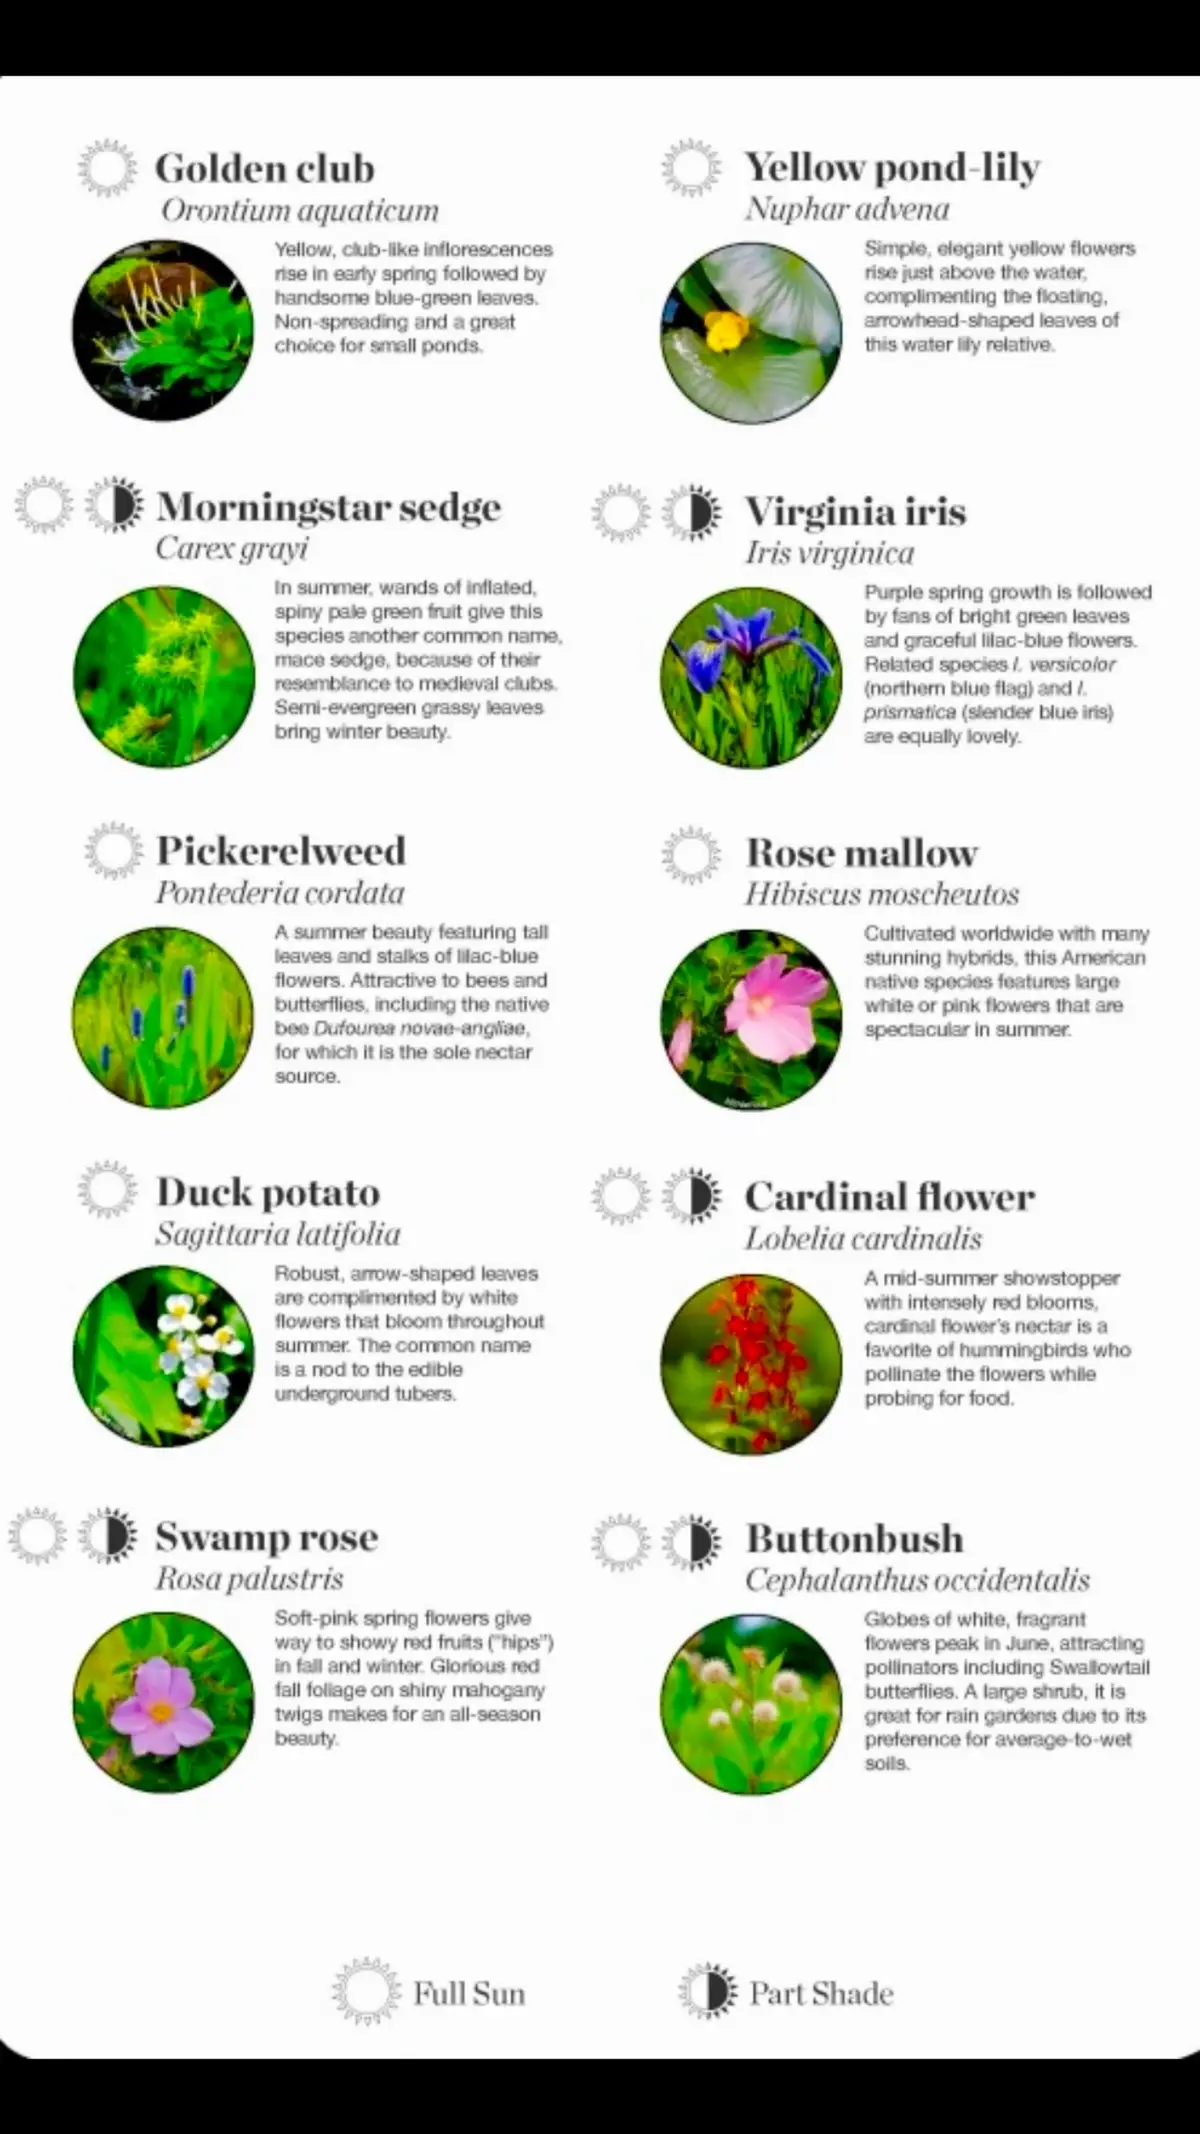 Golden club
Orontium aquaticum
Yellow, club-like inflorescences
rise in early spring followed by
handsome blue-green leaves.
Non-spreading and a great
choice for small ponds.
Yellow pond-lily
Nuphar advena
Simple, elegant yellow flowers
rise just above the water,
complimenting the floating,
arrowhead-shaped leaves of
this water lily relative.
Morningstar sedge
Carex grayi
In summer, wands of inflated,
spiny pale green fruit give this
species another common name,
mace sedge, because of their
resemblance to medieval clubs.
Semi-evergreen grassy leaves
bring winter beauty.
Virginia iris
Iris virginica
Purple spring growth is followed
by fans of bright green leaves
and graceful lilac-blue flowers.
Related species I. versicolor
(northern blue flag) and I.
prismatica (slender blue iris)
are equally lovely.
Pickerelweed
Pontederia cordata
A summer beauty featuring tall
leaves and stalks of lilac-blue
flowers. Attractive to bees and
butterflies, including the native
bee Dufourea novae-angliae,
for which it is the sole nectar
source.
Rose mallow
Hibiscus moscheutos
Cultivated worldwide with many
stunning hybrids, this American
native species features large
white or pink flowers that are
spectacular in summer.
Duck potato
Sagittaria latifolia
Robust, arrow-shaped leaves
are complimented by white
flowers that bloom throughout
summer. The common name
is a nod to the edible
underground tubers.
Cardinal flower
Lobelia cardinalis
A mid-summer showstopper
with intensely red blooms,
cardinal flower's nectar is a
favorite of hummingbirds who
pollinate the flowers while
probing for food.
Swamp rose
Rosa palustris
Soft-pink spring flowers give
way to showy red fruits ("hips")
in fall and winter. Glorious red
fall foliage on shiny mahogany
twigs makes for an all-season
beauty.
Buttonbush
Cephalanthus occidentalis
Globes of white, fragrant
flowers peak in June, attracting
pollinators including Swallowtail
butterflies. A large shrub, it is
great for rain gardens due to its
preference for average-to-wet
soils.
Full Sun
Part Shade